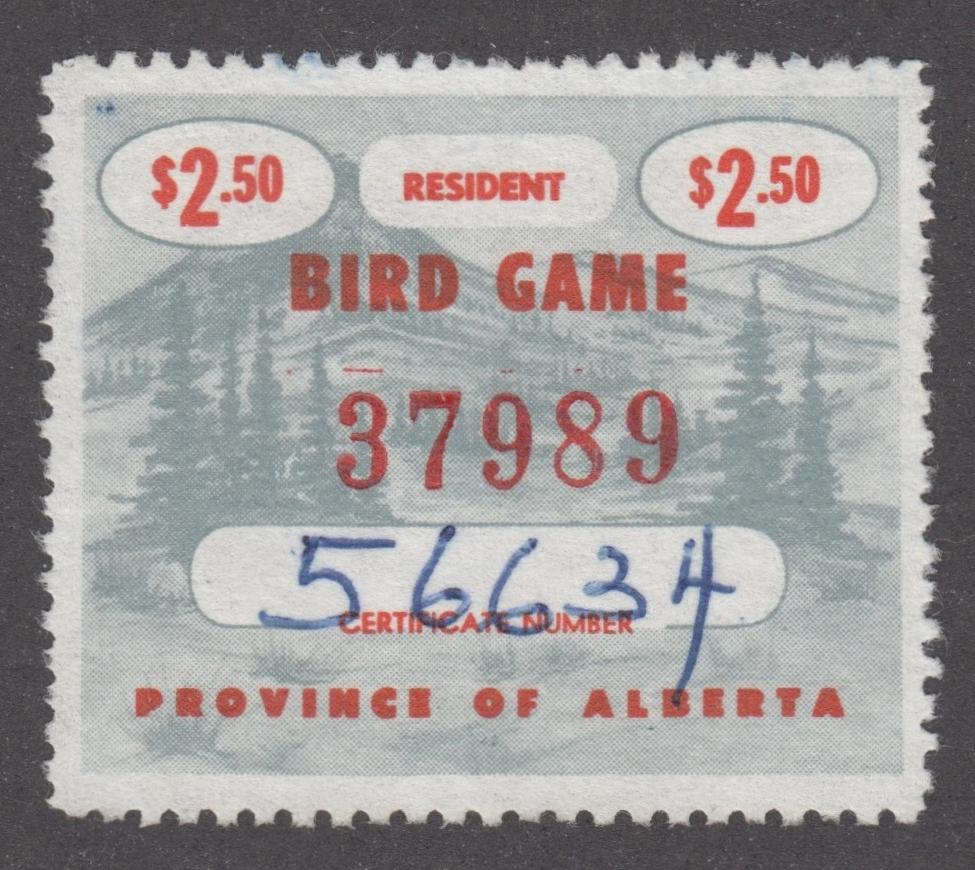 $2.50 RESIDENT $2.50
BIRD GAME
37989
56634
CERTIFICATE NUMBER
PROVINCE OF ALBERTA